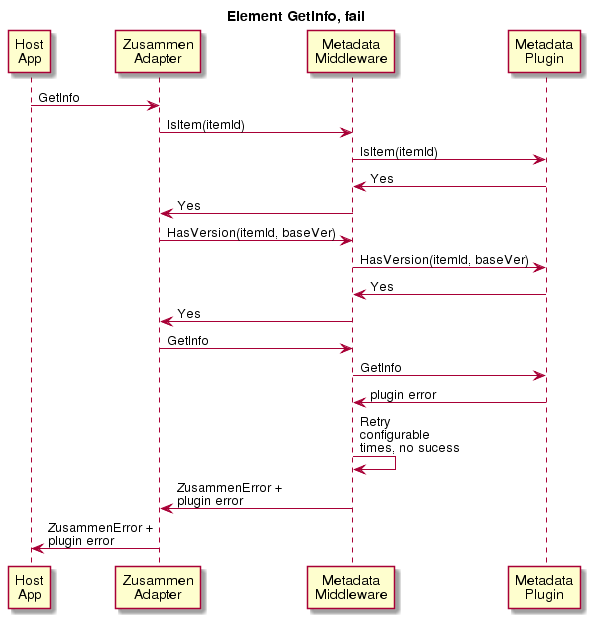 Element GetInfo, fail
Host
App
Zusammen
Adapter
Metadata
Middleware
Metadata
Plugin
GetInfo
IsItem(itemId)
IsItem(itemId)
Yes
Yes
HasVersion(itemId, baseVer)
HasVersion(itemId, baseVer)
Yes
Yes
GetInfo
GetInfo
plugin error
Retry
configurable
times, no sucess
ZusammenError +
plugin error
ZusammenError +
plugin error
Host
App
Zusammen
Adapter
Metadata
Middleware
Metadata
Plugin